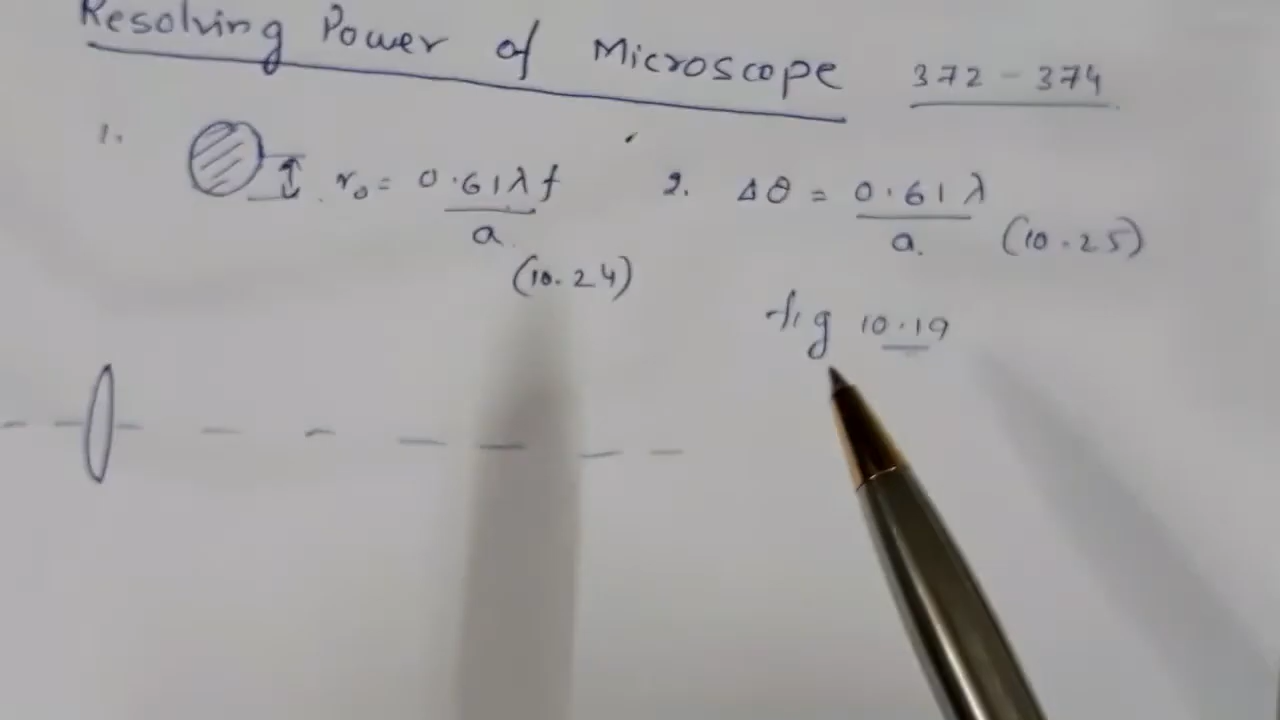 Resolving Power of Microscope 372 - 374
1. r₀ = 0.61λf / a (10.24)
2. Δθ = 0.61λ / a. (10.25)
fig 10.19